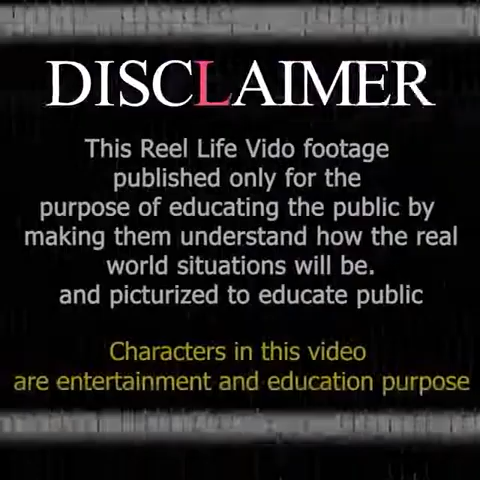 DISCLAIMER
This Reel Life Vido footage
published only for the
purpose of educating the public by
making them understand how the real
world situations will be.
and picturized to educate public
Characters in this video
are entertainment and education purpose